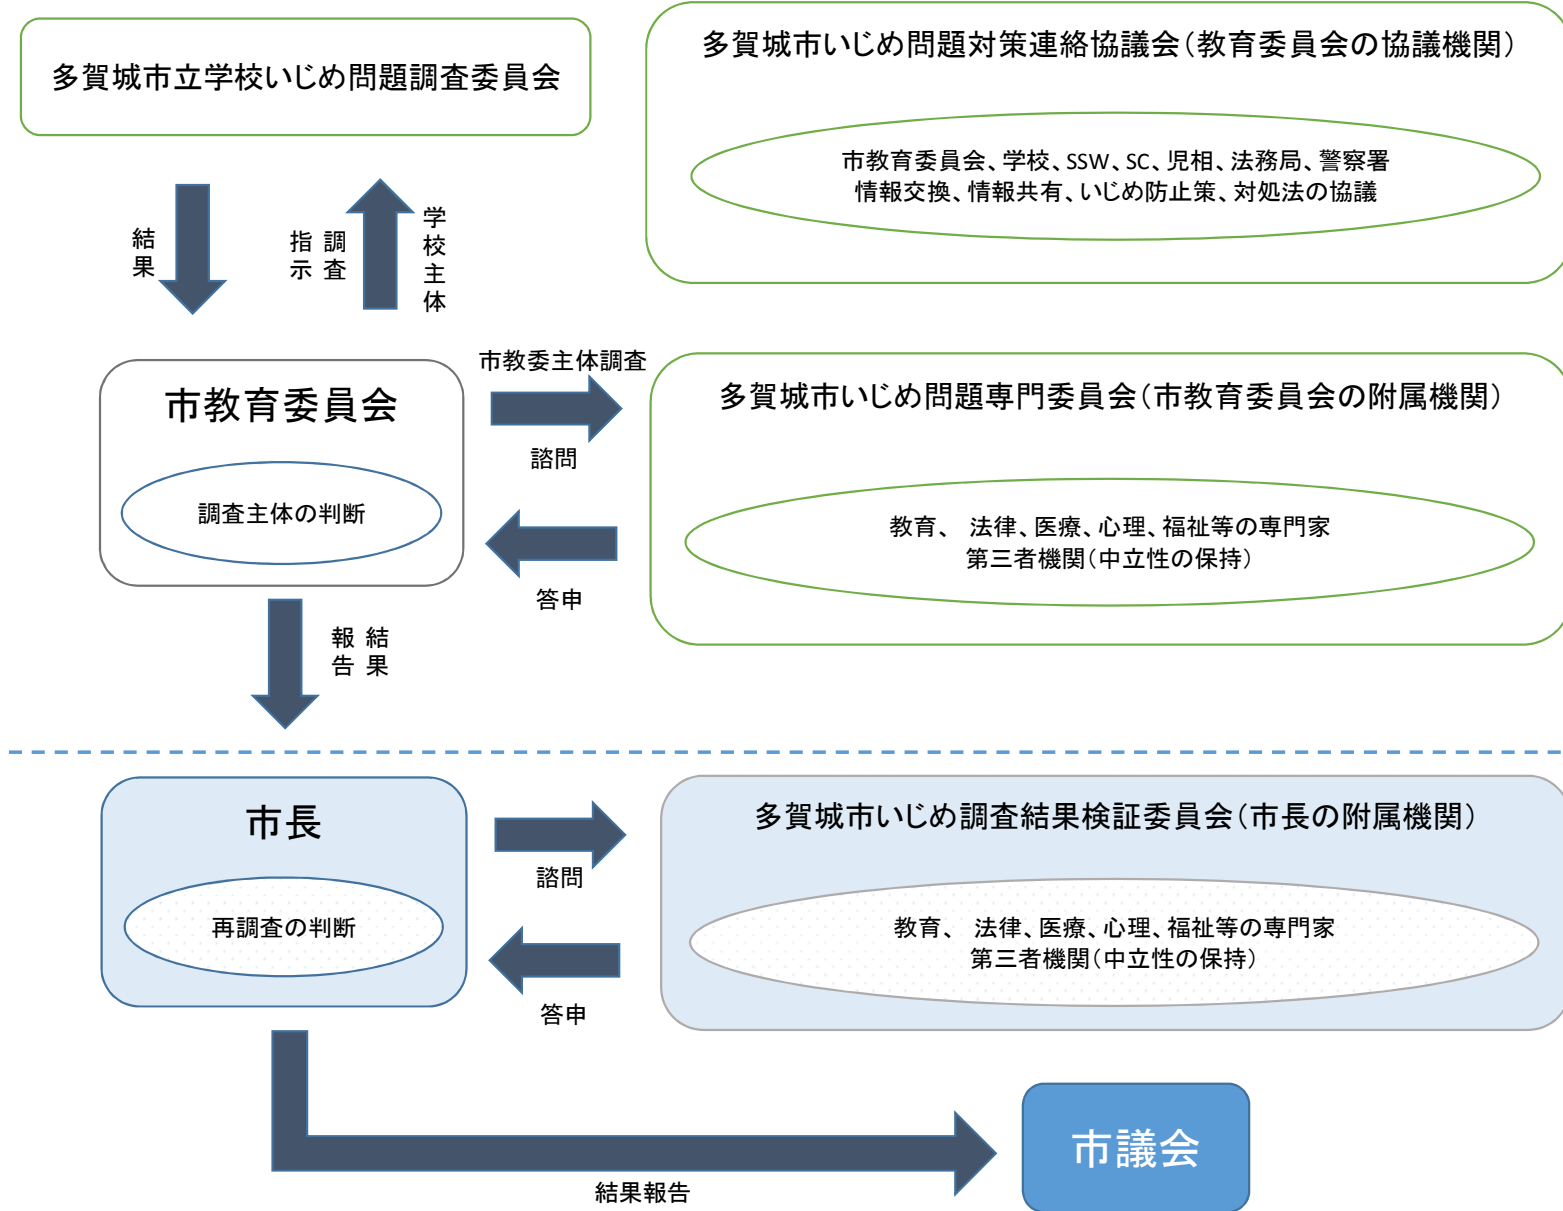 多賀城市立学校いじめ問題調査委員会
多賀城市いじめ問題対策連絡協議会(教育委員会の協議機関)
市教育委員会、学校、SSW、SC、児相、法務局、警察署
情報交換、情報共有、いじめ防止策、対処法の協議
結果
学校主体
調査
指示
市教育委員会
調査主体の判断
市教委主体調査
諮問
答申
多賀城市いじめ問題専門委員会(市教育委員会の附属機関)
教育、 法律、医療、心理、福祉等の専門家
第三者機関(中立性の保持)
結果
報告
市長
再調査の判断
諮問
答申
多賀城市いじめ調査結果検証委員会(市長の附属機関)
教育、 法律、医療、心理、福祉等の専門家
第三者機関(中立性の保持)
市議会
結果報告